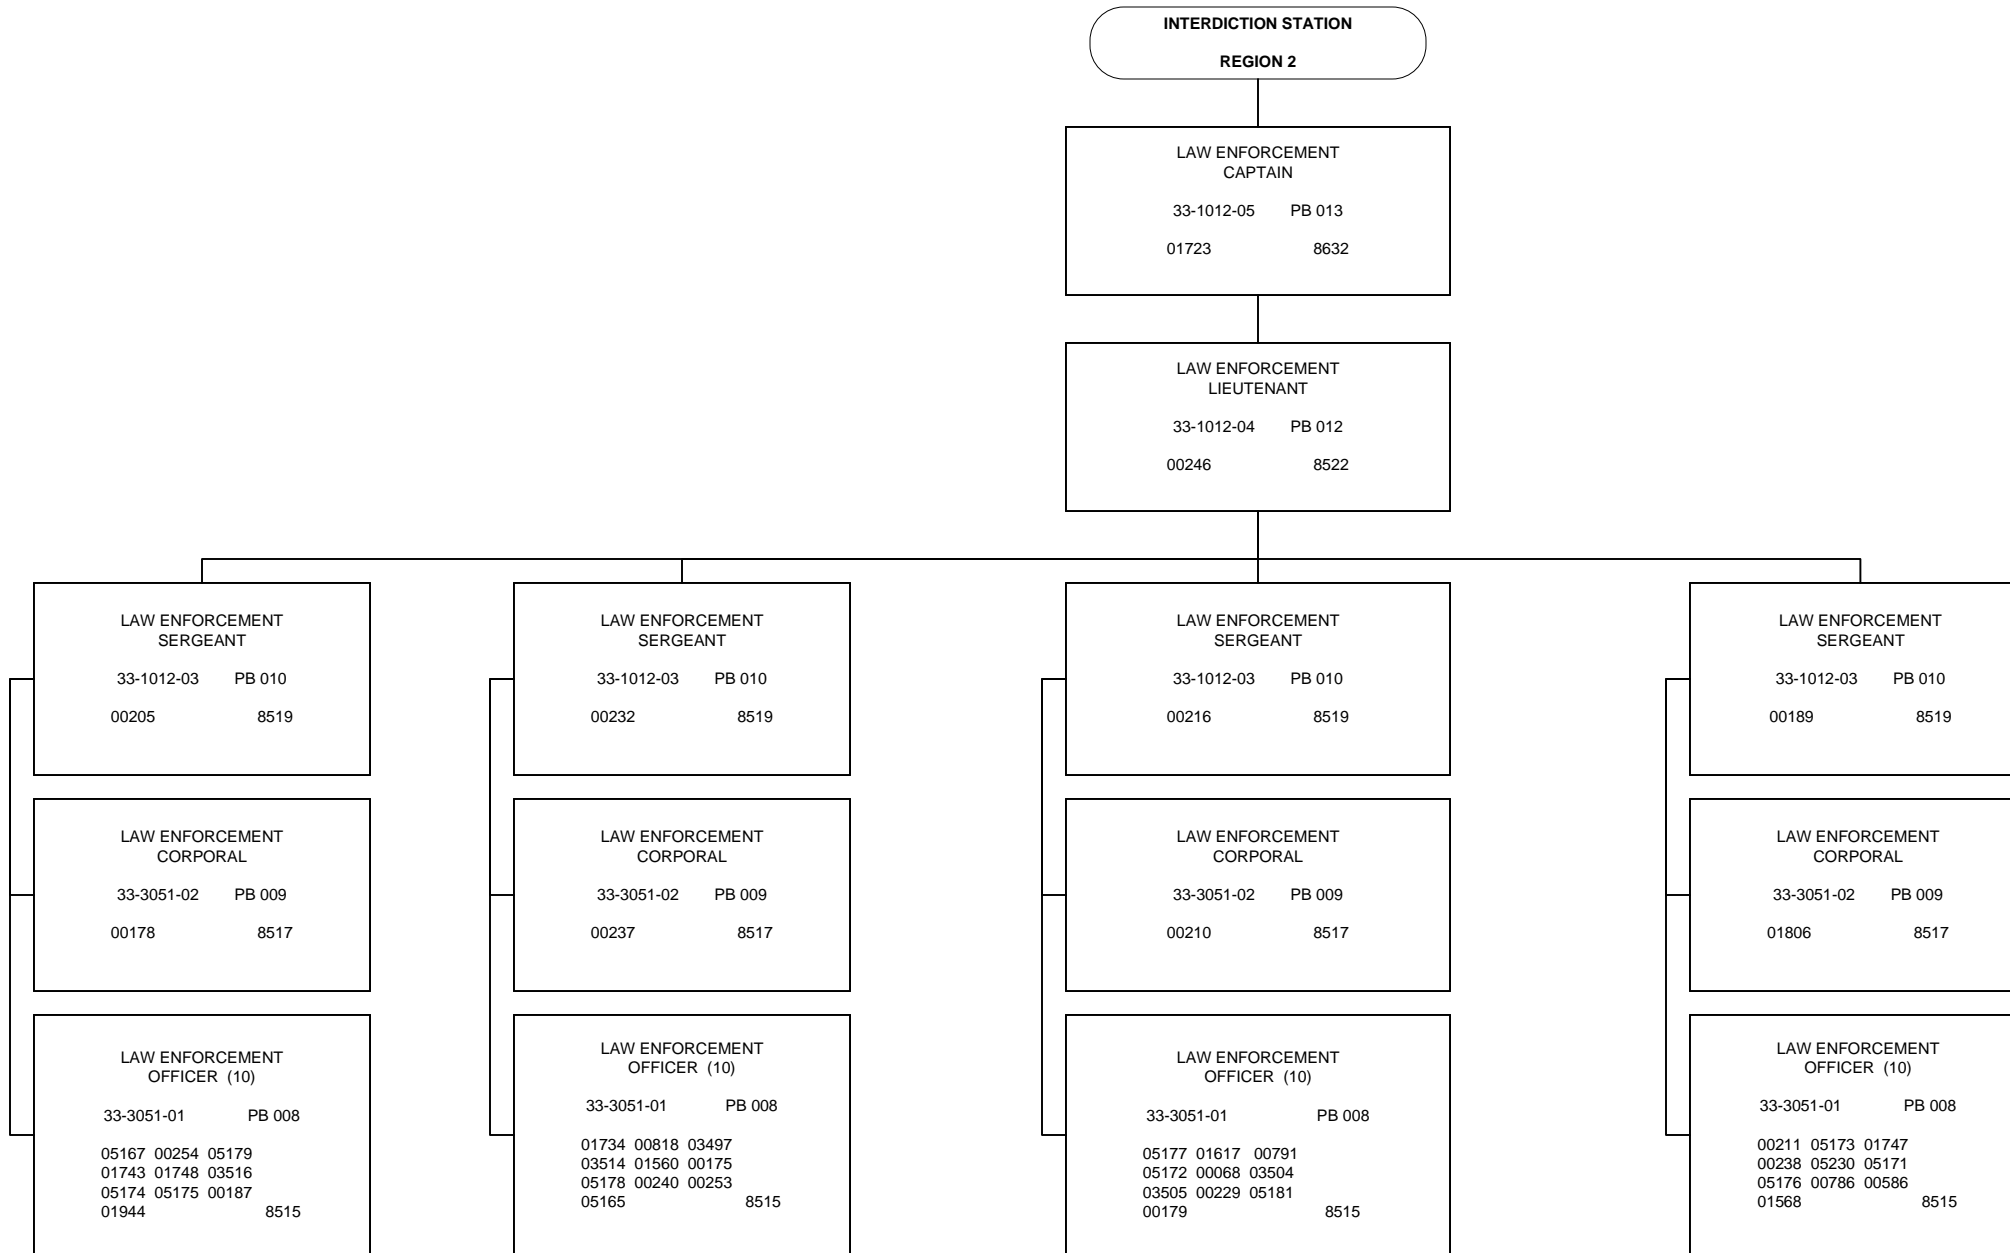 INTERDICTION STATION
REGION 2
LAW ENFORCEMENT
CAPTAIN
33-1012-05 PB 013
01723 8632
LAW ENFORCEMENT
LIEUTENANT
33-1012-04 PB 012
00246 8522
LAW ENFORCEMENT
SERGEANT
33-1012-03 PB 010
00205 8519
LAW ENFORCEMENT
CORPORAL
33-3051-02 PB 009
00178 8517
LAW ENFORCEMENT
OFFICER (10)
33-3051-01 PB 008
05167 00254 05179
01743 01748 03516
05174 05175 00187
01944 8515
LAW ENFORCEMENT
SERGEANT
33-1012-03 PB 010
00232 8519
LAW ENFORCEMENT
CORPORAL
33-3051-02 PB 009
00237 8517
LAW ENFORCEMENT
OFFICER (10)
33-3051-01 PB 008
01734 00818 03497
03514 01560 00175
05178 00240 00253
05165 8515
LAW ENFORCEMENT
SERGEANT
33-1012-03 PB 010
00216 8519
LAW ENFORCEMENT
CORPORAL
33-3051-02 PB 009
00210 8517
LAW ENFORCEMENT
OFFICER (10)
33-3051-01 PB 008
05177 01617 00791
05172 00068 03504
03505 00229 05181
00179 8515
LAW ENFORCEMENT
SERGEANT
33-1012-03 PB 010
00189 8519
LAW ENFORCEMENT
CORPORAL
33-3051-02 PB 009
01806 8517
LAW ENFORCEMENT
OFFICER (10)
33-3051-01 PB 008
00211 05173 01747
00238 05230 05171
05176 00786 00586
01568 8515